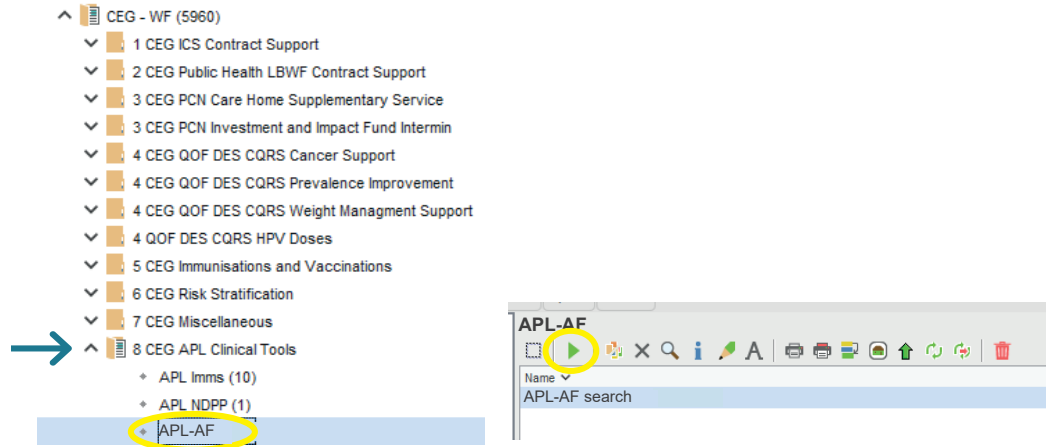 CEG - WF (5960)
1 CEG ICS Contract Support
2 CEG Public Health LBWF Contract Support
3 CEG PCN Care Home Supplementary Service
3 CEG PCN Investment and Impact Fund Intermin
4 CEG QOF DES CQRS Cancer Support
4 CEG QOF DES CQRS Prevalence Improvement
4 CEG QOF DES CQRS Weight Managment Support
4 QOF DES CQRS HPV Doses
5 CEG Immunisations and Vaccinations
6 CEG Risk Stratification
7 CEG Miscellaneous
8 CEG APL Clinical Tools
APL Imms (10)
APL NDPP (1)
APL-AF
APL-AF
Name
APL-AF search